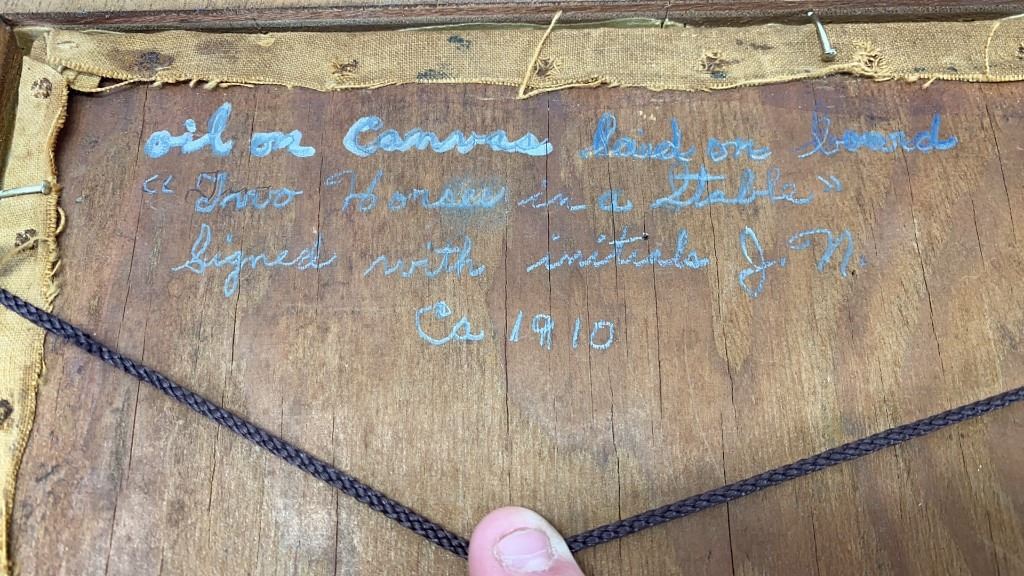 oil on Canvas laid on board
"Two Horses in a Stable"
Signed with initials J. N.
Ca 1910